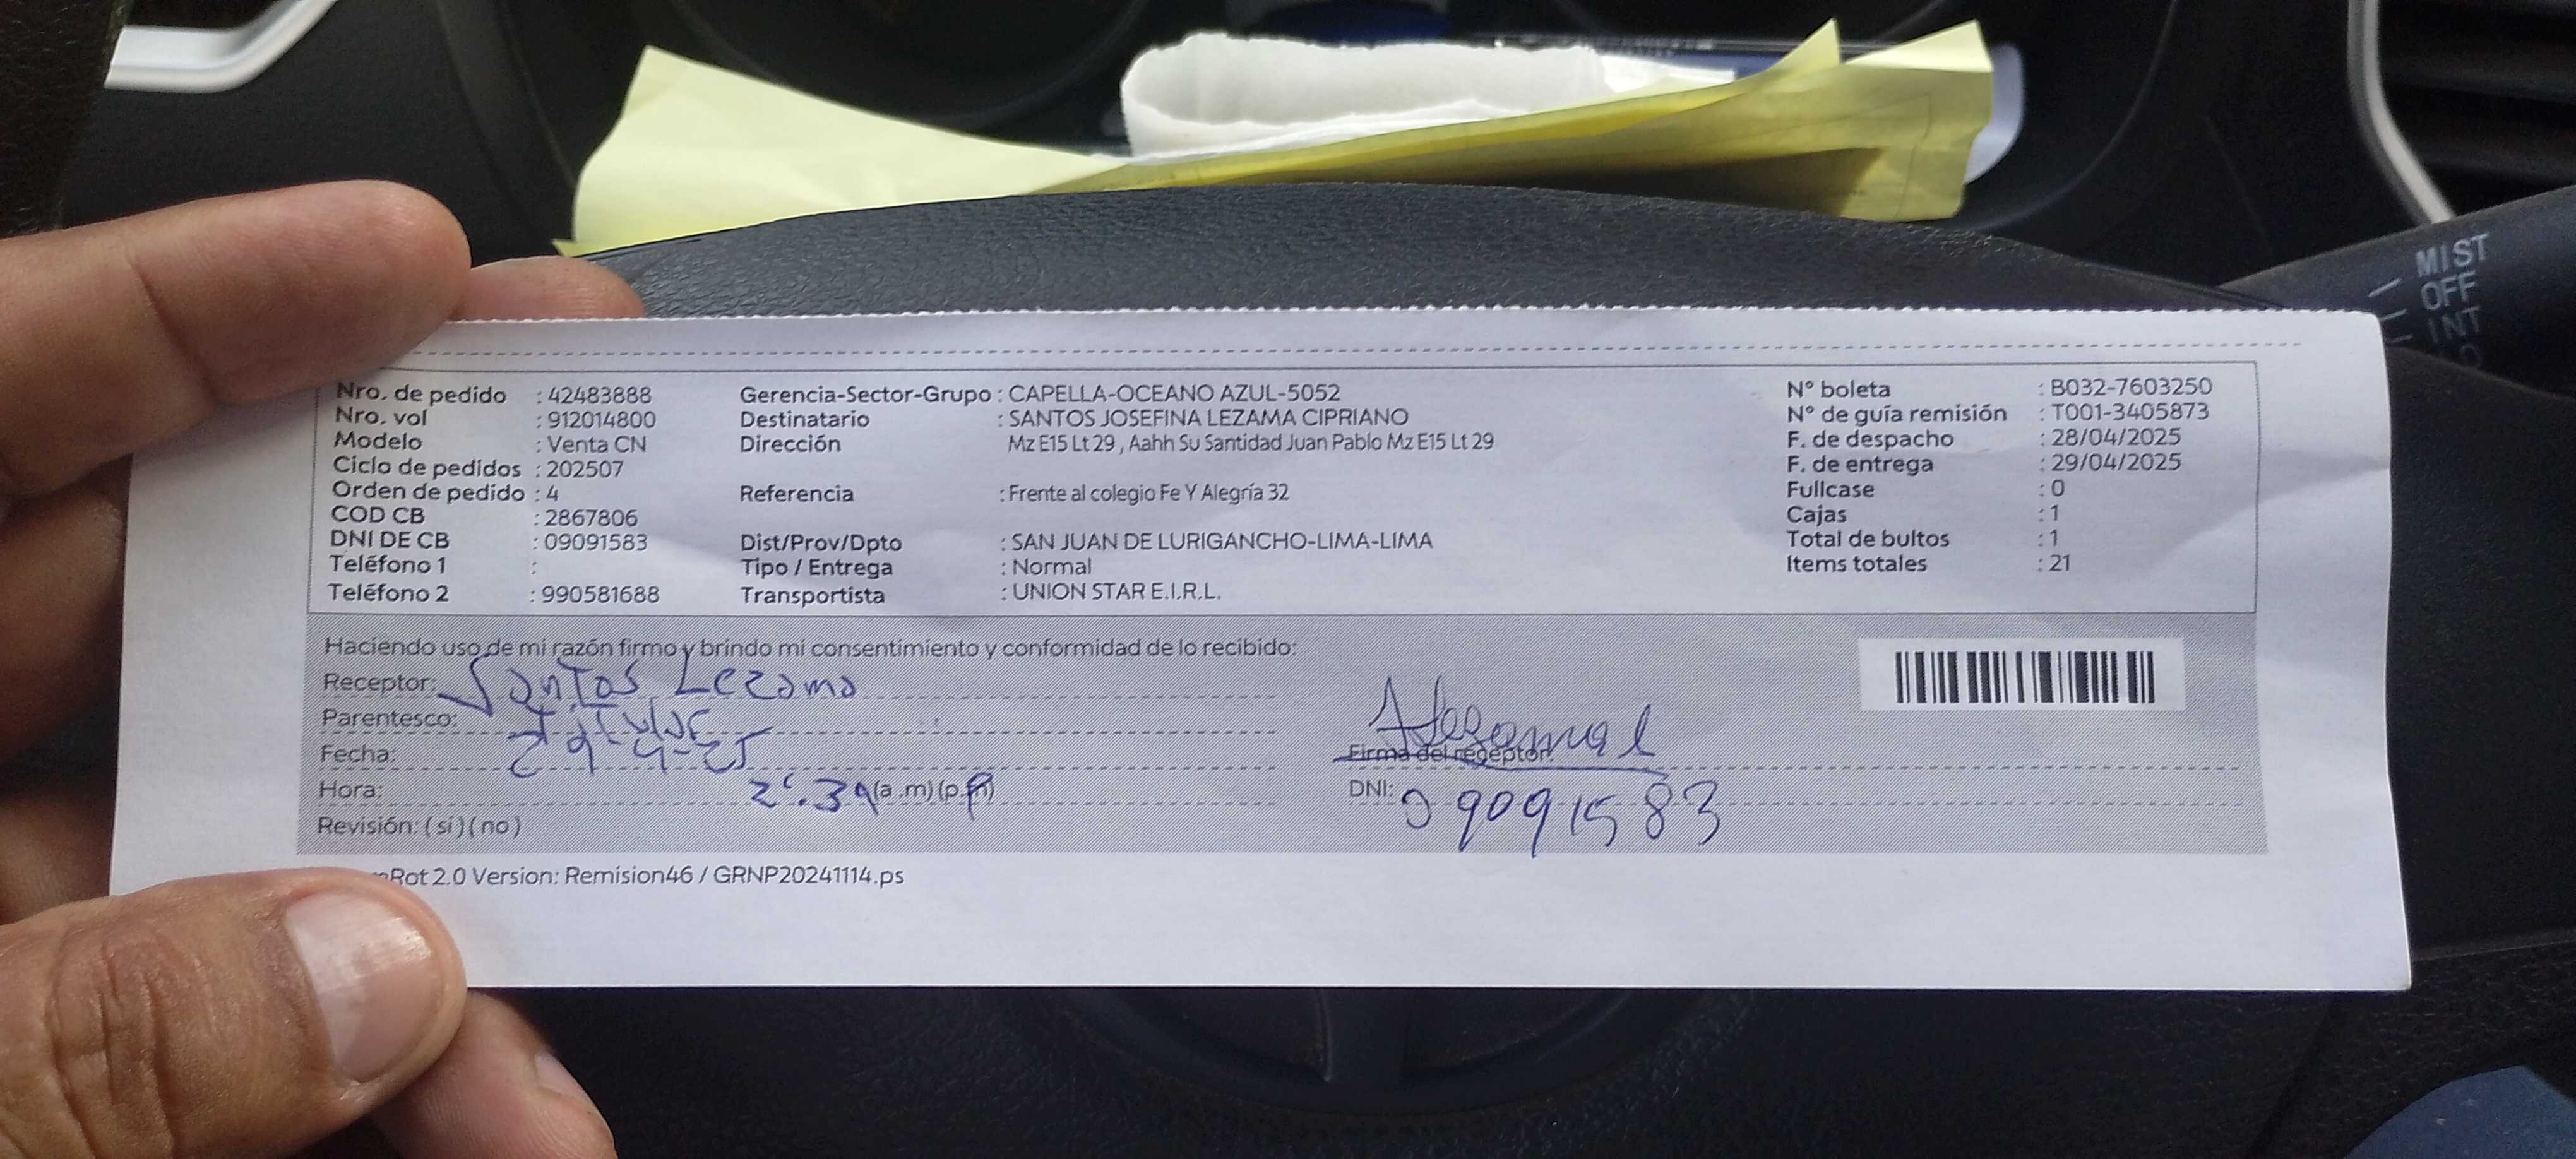 Nro. de pedido : 42483888
Nro. vol : 912014800
Modelo : Venta CN
Ciclo de pedidos : 202507
Orden de pedido : 4
COD CB : 2867806
DNI DE CB : 09091583
Teléfono 1 :
Teléfono 2 : 990581688
Gerencia-Sector-Grupo : CAPELLA-OCEANO AZUL-5052
Destinatario : SANTOS JOSEFINA LEZAMA CIPRIANO
Dirección Mz E15 Lt 29 , Aahh Su Santidad Juan Pablo Mz E15 Lt 29
Referencia : Frente al colegio Fe Y Alegría 32
Dist/Prov/Dpto : SAN JUAN DE LURIGANCHO-LIMA-LIMA
Tipo / Entrega : Normal
Transportista : UNION STAR E.I.R.L.
N° boleta : B032-7603250
N° de guía remisión : T001-3405873
F. de despacho : 28/04/2025
F. de entrega : 29/04/2025
Fullcase : 0
Cajas : 1
Total de bultos : 1
Items totales : 21
Haciendo uso de mi razón firmo y brindo mi consentimiento y conformidad de lo recibido:
Receptor: Santos Lezama
Parentesco: Titular
Fecha: 29-4-25
Hora: 2:39 (a.m) (p.m)
Revisión: ( si ) ( no )
Firma del receptor:
DNI: 09091583
Rot 2.0 Version: Remision46 / GRNP20241114.ps
MIST
OFF
INT